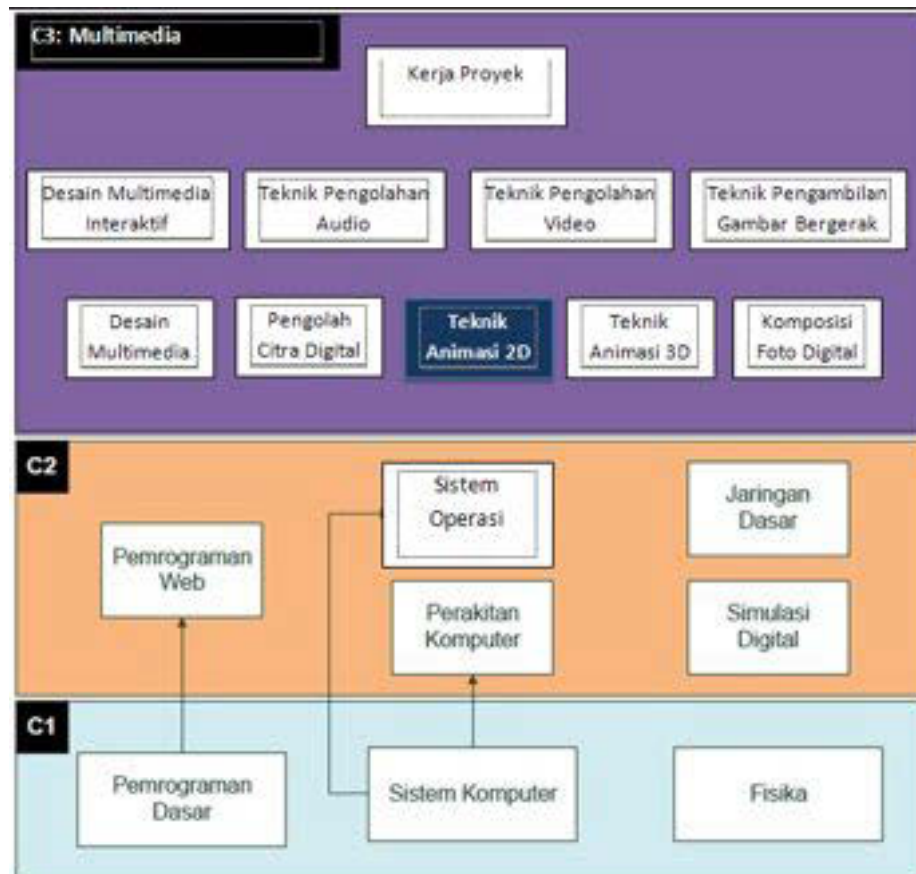 C3: Multimedia
Kerja Proyek
Desain Multimedia
Interaktif
Teknik Pengolahan
Audio
Teknik Pengolahan
Video
Teknik Pengambilan
Gambar Bergerak
Desain
Multimedia
Pengolah
Citra Digital
Teknik
Animasi 2D
Teknik
Animasi 3D
Komposisi
Foto Digital
C2
Sistem
Operasi
Jaringan
Dasar
Pemrograman
Web
Perakitan
Komputer
Simulasi
Digital
C1
Pemrograman
Dasar
Sistem Komputer
Fisika